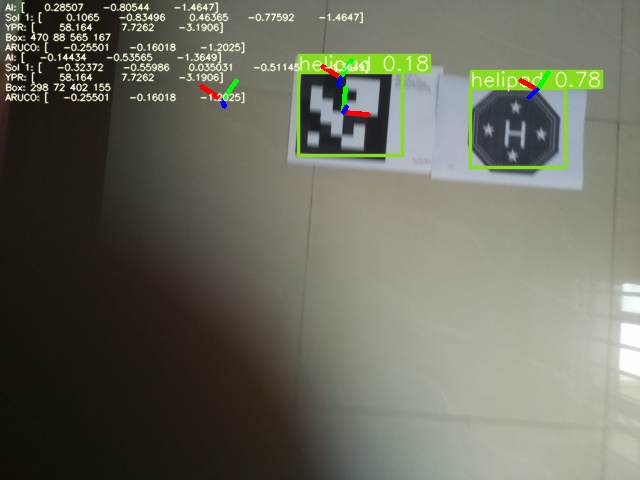 AI: [ 0.28507 -0.80544 -1.4647]
Sol 1: [ 0.1065 -0.83496 0.46365 -0.77592 -1.4647]
YPR: [ 58.164 7.7262 -3.1906]
Box: 470 88 565 167
ARUCO: [ -0.25501 -0.16018 -1.2025]
AI: [ -0.14434 -0.53565 -1.3649]
Sol 1: [ -0.32372 -0.55986 0.035031 -0.51145 -1.3649]
YPR: [ 58.164 7.7262 -3.1906]
Box: 298 72 402 155
ARUCO: [ -0.25501 -0.16018 -1.2025]
helipad 0.18
helipad 0.78
H